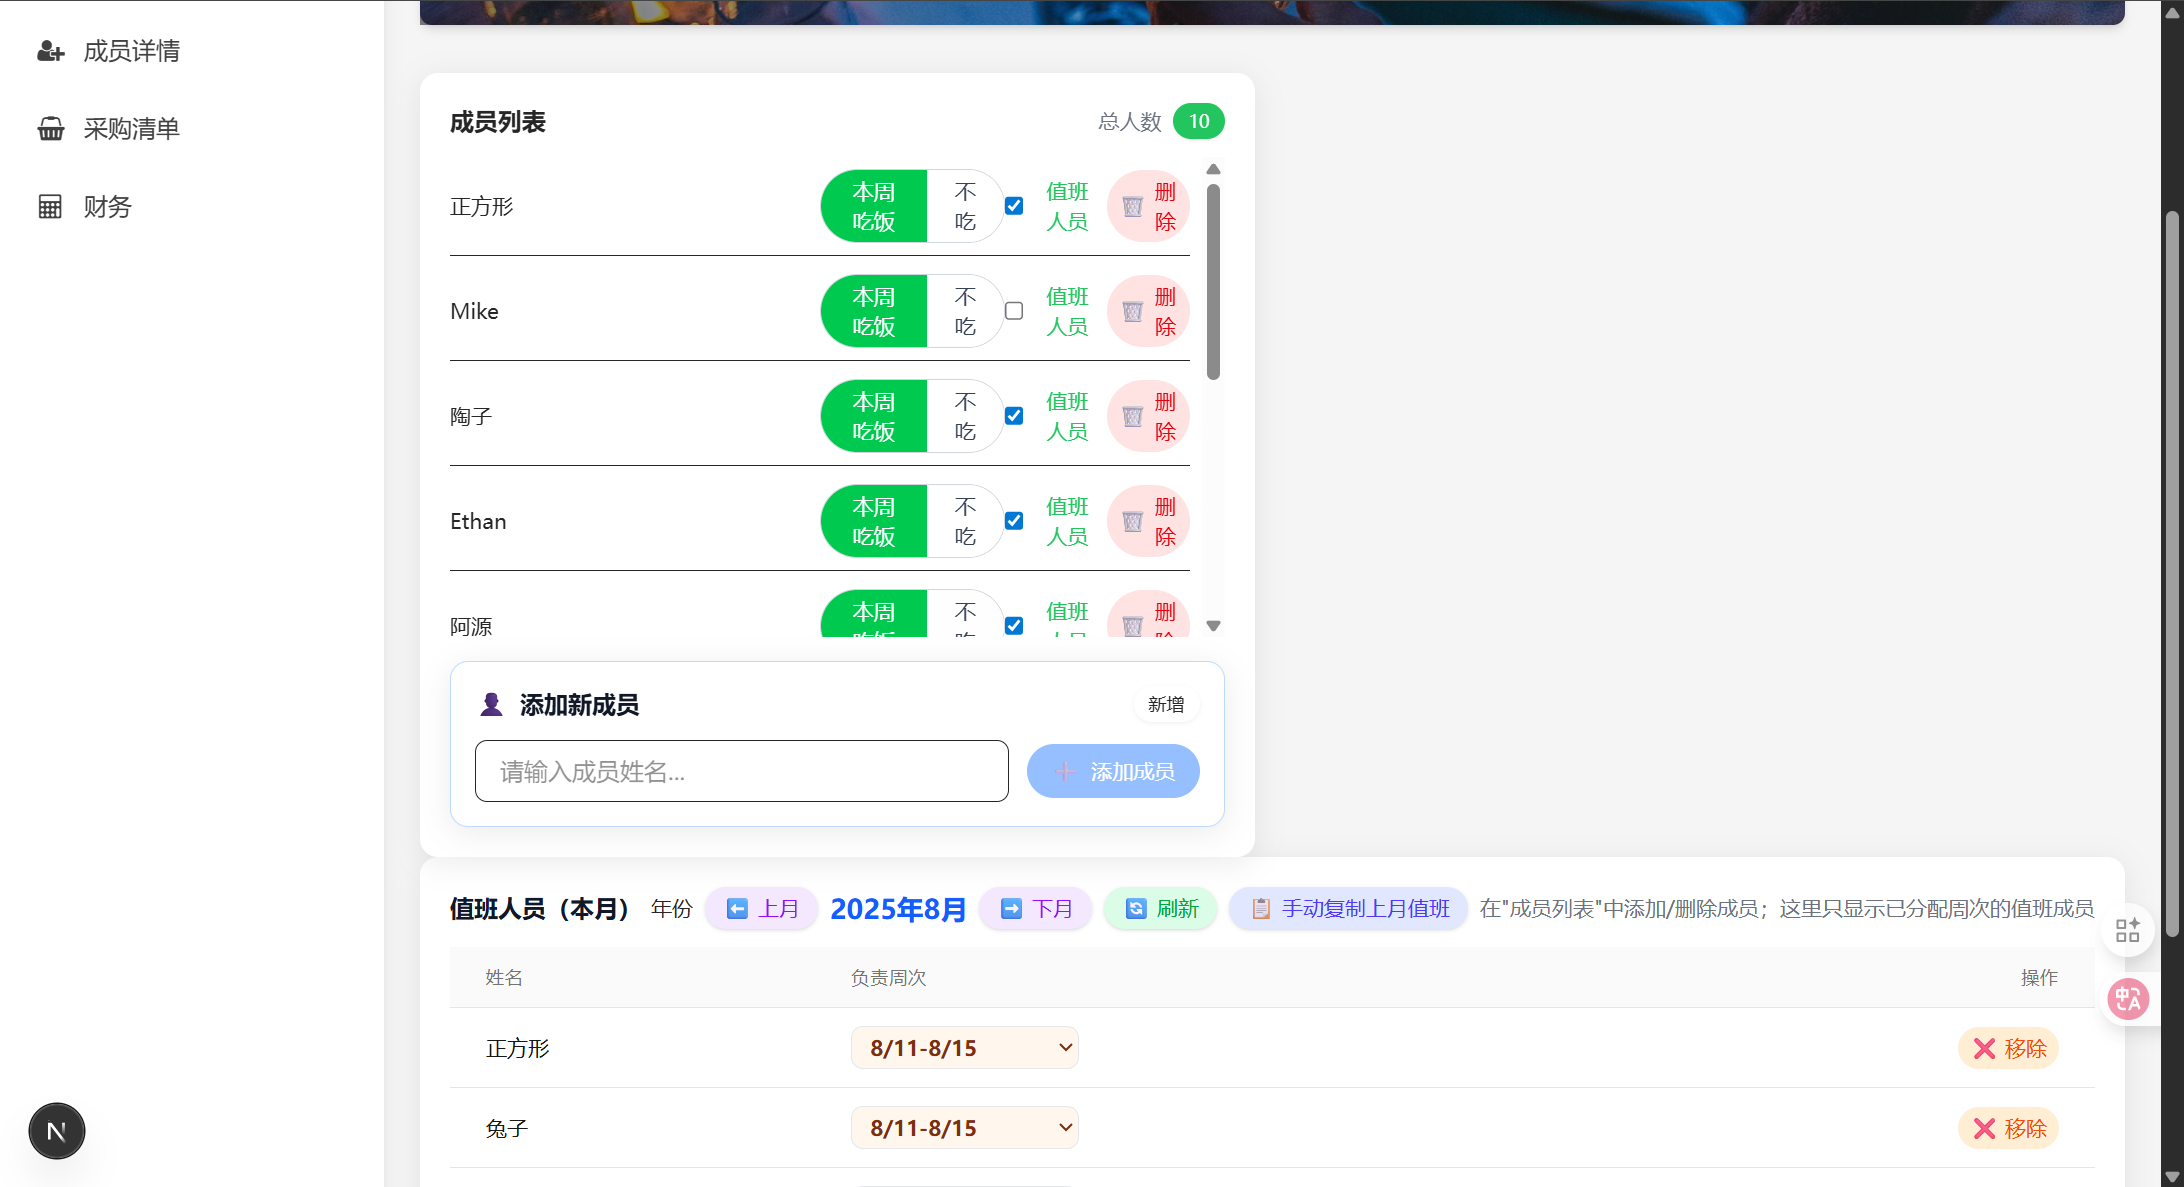 成员详情
采购清单
财务
成员列表
总人数 10
正方形
本周
吃饭
不
吃
值班
人员
删
除
Mike
本周
吃饭
不
吃
值班
人员
删
除
陶子
本周
吃饭
不
吃
值班
人员
删
除
Ethan
本周
吃饭
不
吃
值班
人员
删
除
阿源
本周
吃饭
不
吃
值班
人员
删
除
添加新成员
新增
请输入成员姓名...
添加成员
值班人员（本月） 年份 上月 2025年8月 下月 刷新 手动复制上月值班 在"成员列表"中添加/删除成员；这里只显示已分配周次的值班成员
姓名 负责周次 操作
正方形 8/11-8/15 移除
兔子 8/11-8/15 移除
N
中A